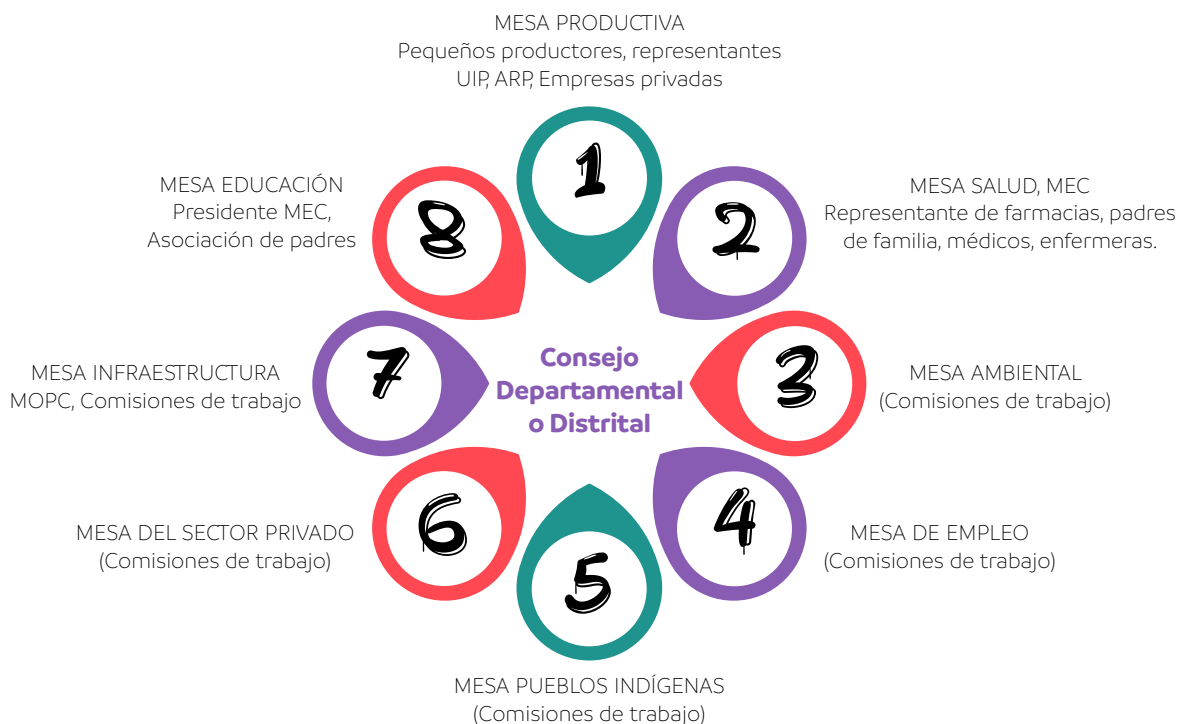 MESA PRODUCTIVA
Pequeños productores, representantes
UIP, ARP, Empresas privadas
1
MESA SALUD, MEC
Representante de farmacias, padres
de familia, médicos, enfermeras.
2
MESA AMBIENTAL
(Comisiones de trabajo)
3
MESA DE EMPLEO
(Comisiones de trabajo)
4
MESA PUEBLOS INDÍGENAS
(Comisiones de trabajo)
5
MESA DEL SECTOR PRIVADO
(Comisiones de trabajo)
6
MESA INFRAESTRUCTURA
MOPC, Comisiones de trabajo
7
MESA EDUCACIÓN
Presidente MEC,
Asociación de padres
8
Consejo
Departamental
o Distrital